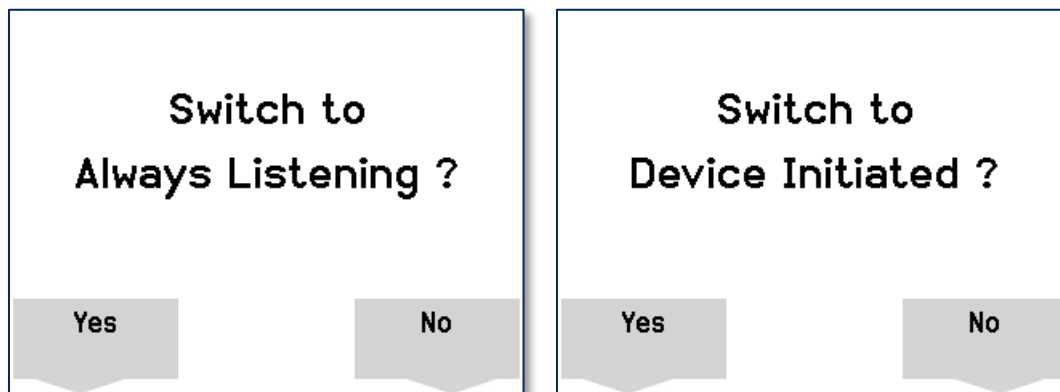 Switch to
Always Listening ?
Yes
No
Switch to
Device Initiated ?
Yes
No